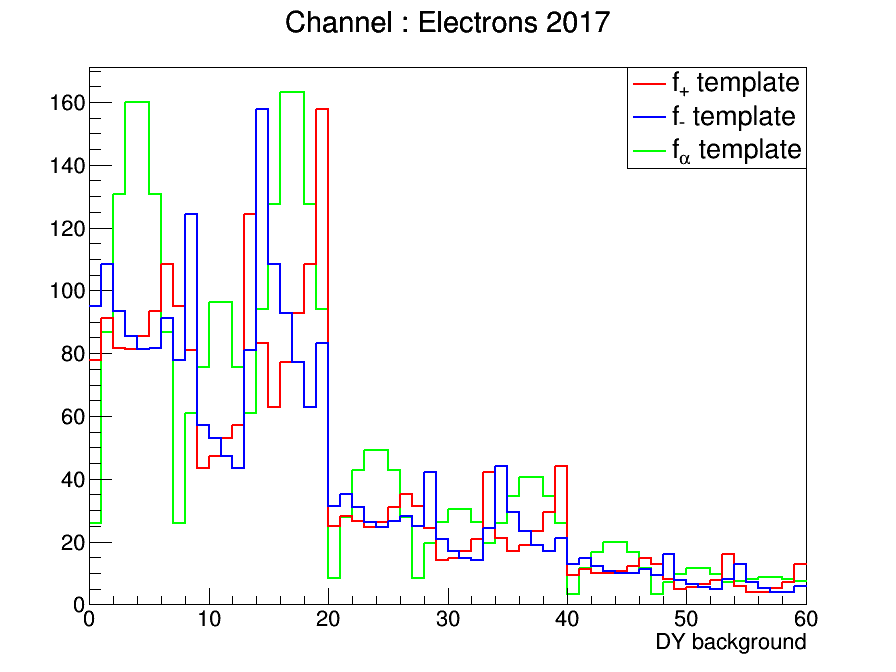 Channel : Electrons 2017
f+ template
f- template
fα template
160
140
120
100
80
60
40
20
0
0 10 20 30 40 50 60
DY background